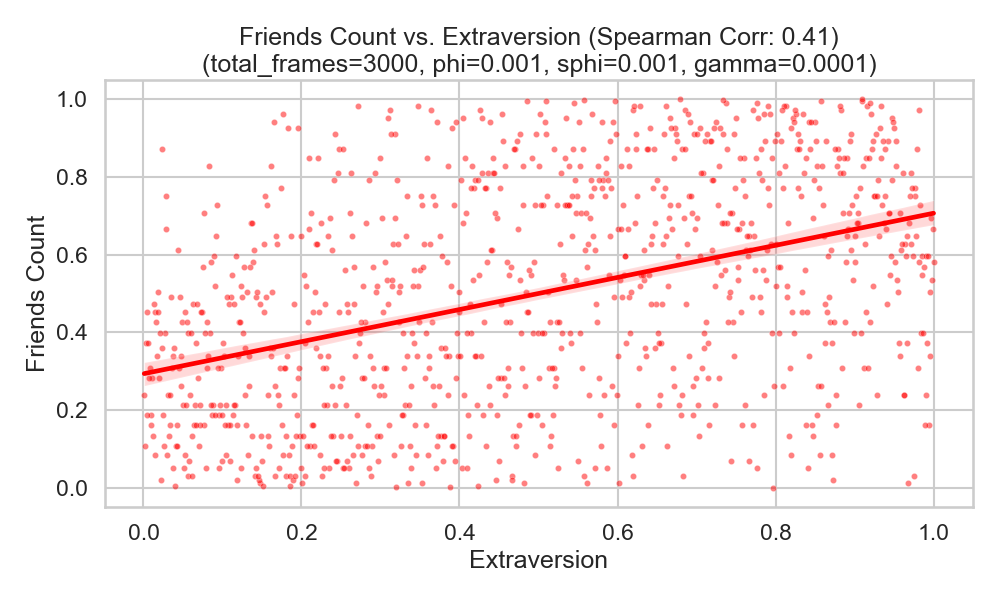 Friends Count vs. Extraversion (Spearman Corr: 0.41)
(total_frames=3000, phi=0.001, sphi=0.001, gamma=0.0001)
1.0
0.8
0.6
0.4
0.2
0.0
Friends Count
0.0 0.2 0.4 0.6 0.8 1.0
Extraversion